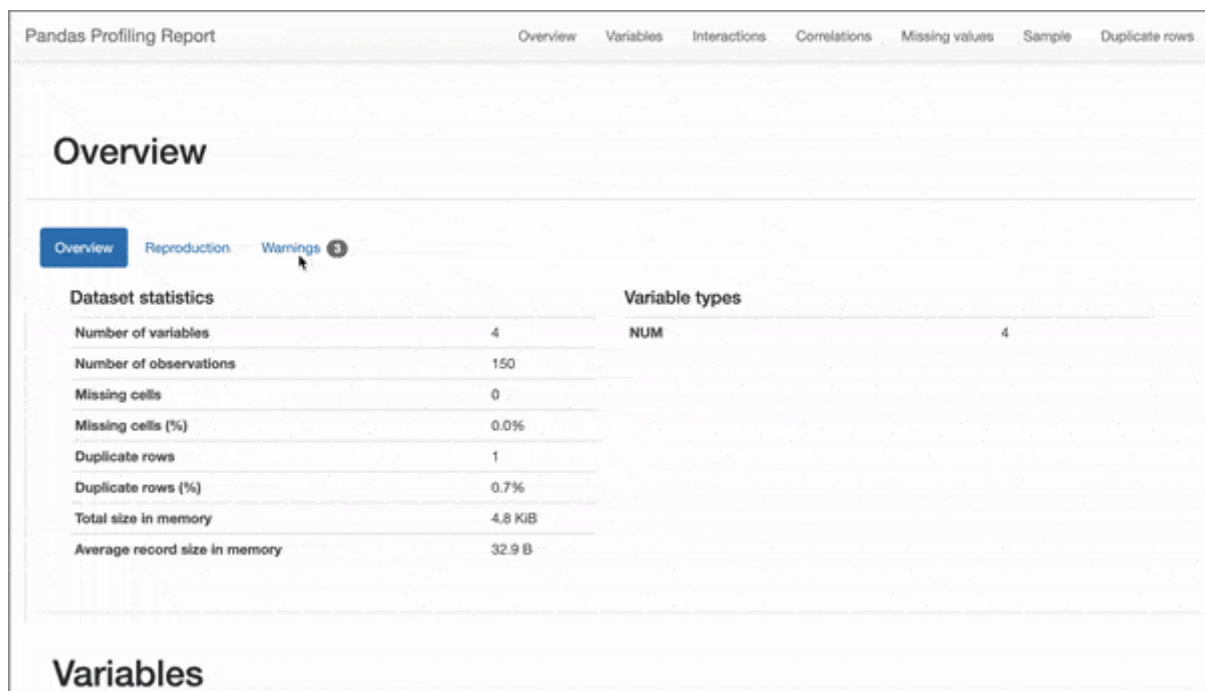 Pandas Profiling Report Overview Variables Interactions Correlations Missing values Sample Duplicate rows
Overview
Overview Reproduction Warnings 3
Dataset statistics Variable types
Number of variables 4 NUM 4
Number of observations 150
Missing cells 0
Missing cells (%) 0.0%
Duplicate rows 1
Duplicate rows (%) 0.7%
Total size in memory 4.8 KiB
Average record size in memory 32.9 B
Variables